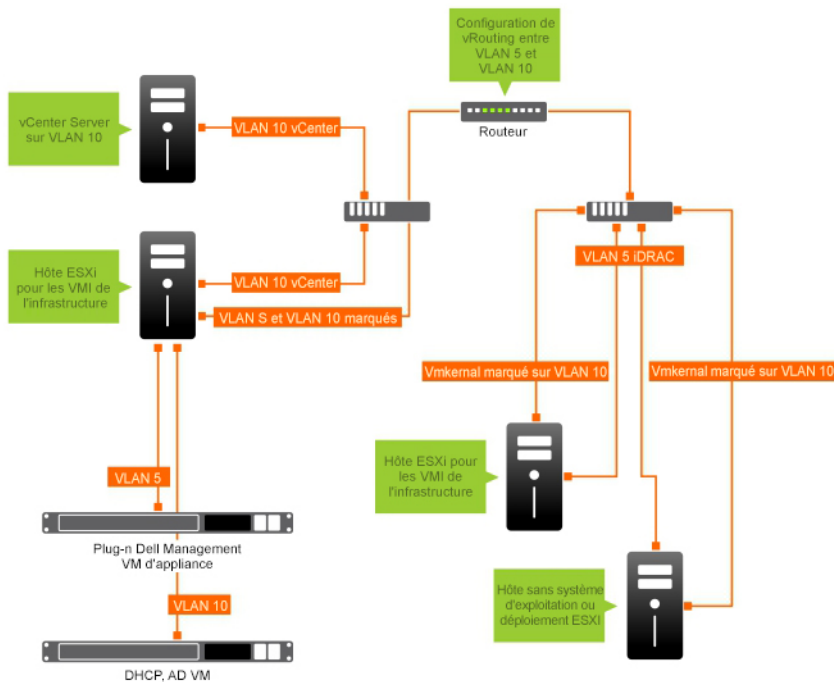 Configuration de
vRouting entre
VLAN 5 et
VLAN 10
vCenter Server
sur VLAN 10
VLAN 10 vCenter
Routeur
Hôte ESXi
pour les VMI de
l'infrastructure
VLAN 10 vCenter
VLAN S et VLAN 10 marqués
VLAN 5 iDRAC
Vmkernal marqué sur VLAN 10
Vmkernal marqué sur VLAN 10
Hôte ESXi pour
les VMI de
l'infrastructure
VLAN 5
Plug-n Dell Management
VM d'appliance
VLAN 10
Hôte sans système
d'exploitation ou
déploiement ESXI
DHCP, AD VM